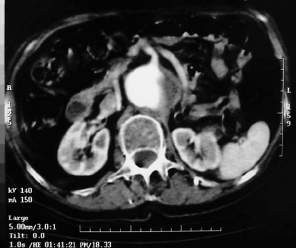 R
L
kV 140
mA 150
Large
5.00mm/3.0:1
Tilt: 0.0
1.0s /HE 01:41:21 PM/18.33